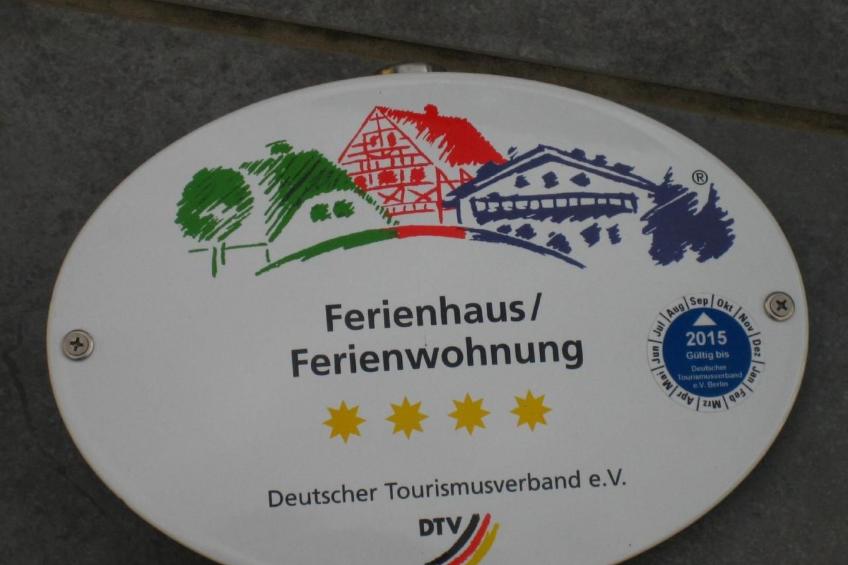 ®
Ferienhaus/
Ferienwohnung
Jan Feb Mrz Apr Mai Jun Jul Aug Sep Okt Nov Dez
2015
Gültig bis
Deutscher
Tourismusverband
e.V. Berlin
Deutscher Tourismusverband e.V.
DTV